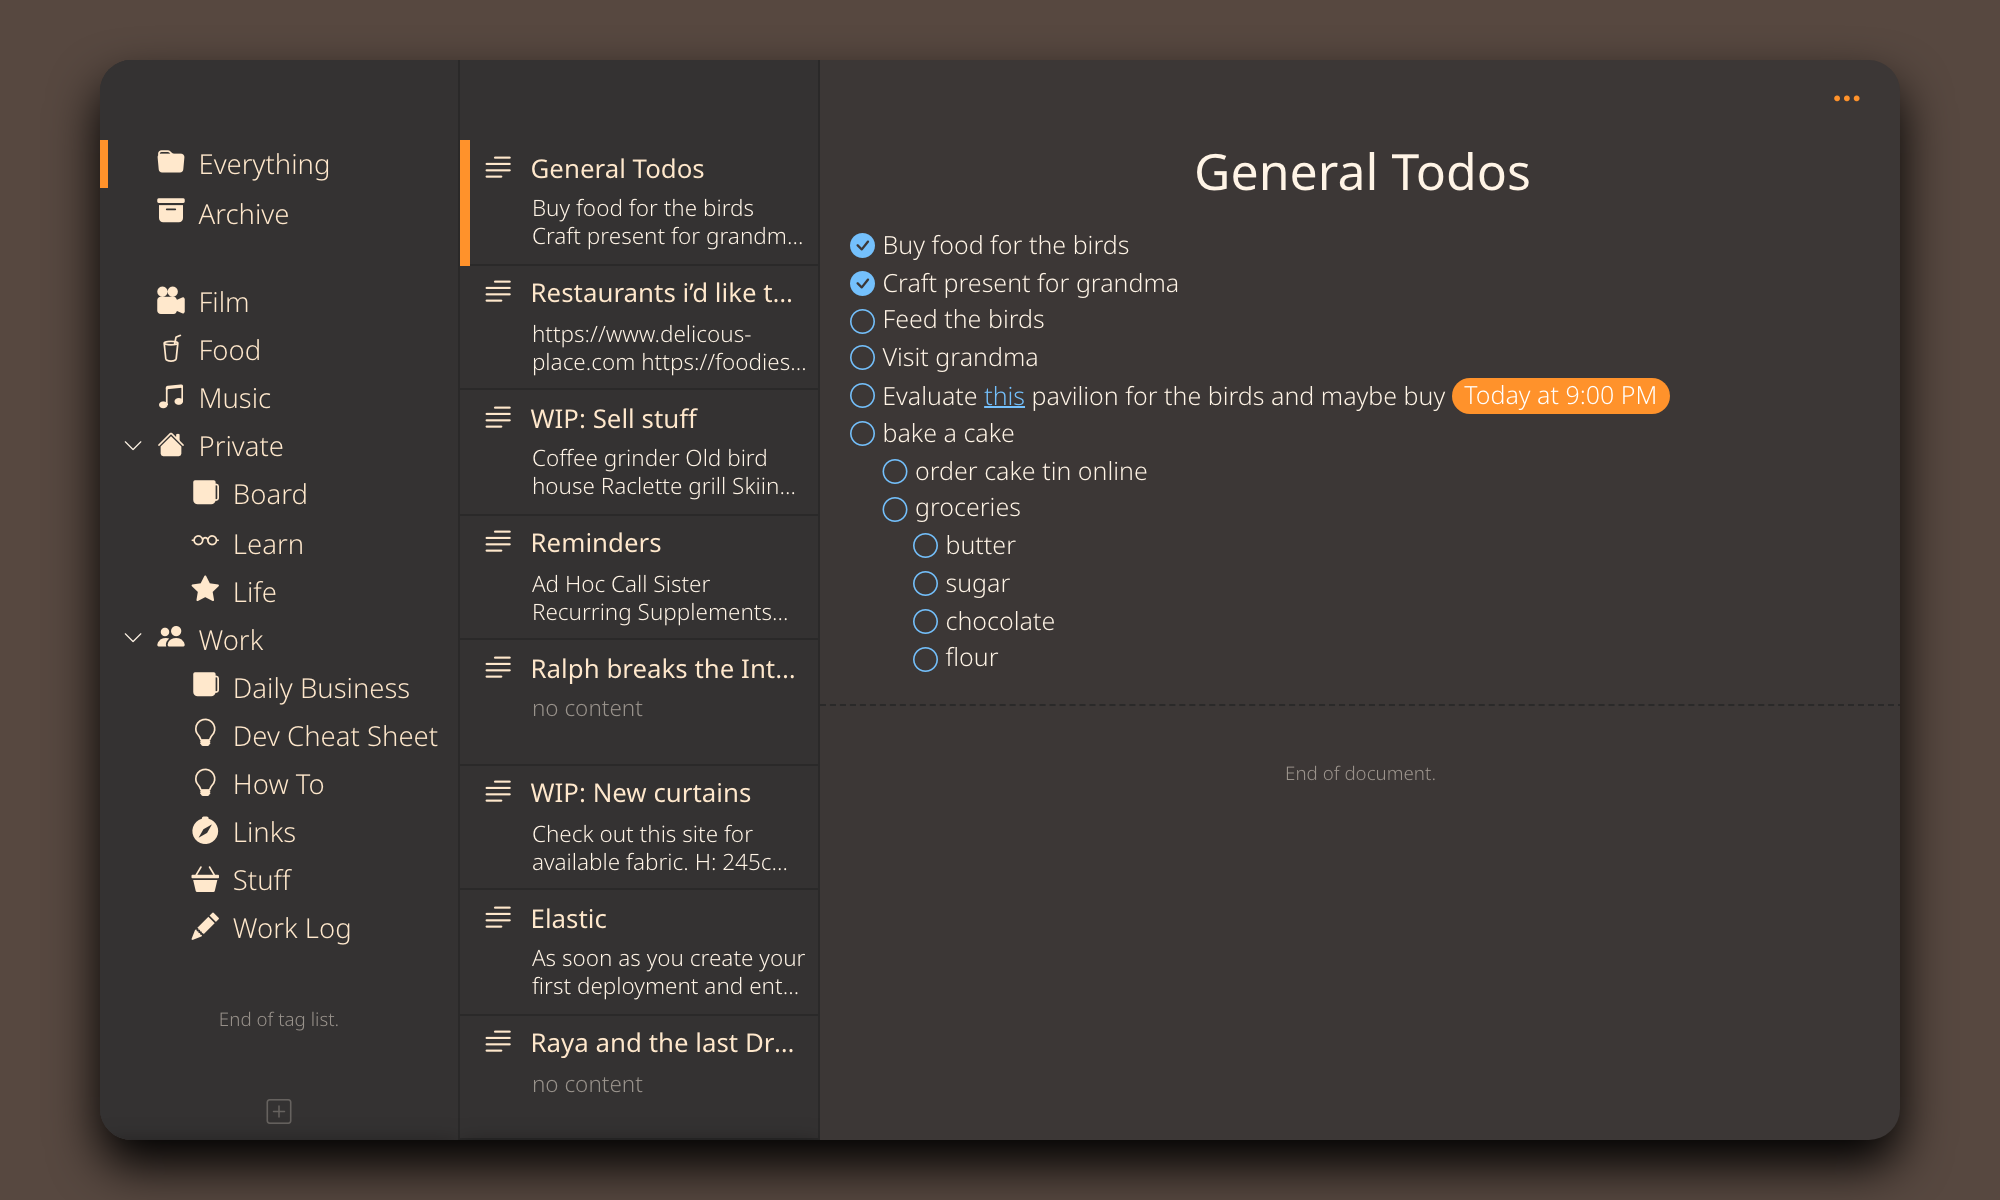 Everything
Archive
Film
Food
Music
Private
Board
Learn
Life
Work
Daily Business
Dev Cheat Sheet
How To
Links
Stuff
Work Log
End of tag list.
General Todos
Buy food for the birds
Craft present for grandm...
Restaurants i’d like t...
https://www.delicous-
place.com https://foodies...
WIP: Sell stuff
Coffee grinder Old bird
house Raclette grill Skiin...
Reminders
Ad Hoc Call Sister
Recurring Supplements...
Ralph breaks the Int...
no content
WIP: New curtains
Check out this site for
available fabric. H: 245c...
Elastic
As soon as you create your
first deployment and ent...
Raya and the last Dr...
no content
General Todos
Buy food for the birds
Craft present for grandma
Feed the birds
Visit grandma
Evaluate this pavilion for the birds and maybe buy Today at 9:00 PM
bake a cake
order cake tin online
groceries
butter
sugar
chocolate
flour
End of document.